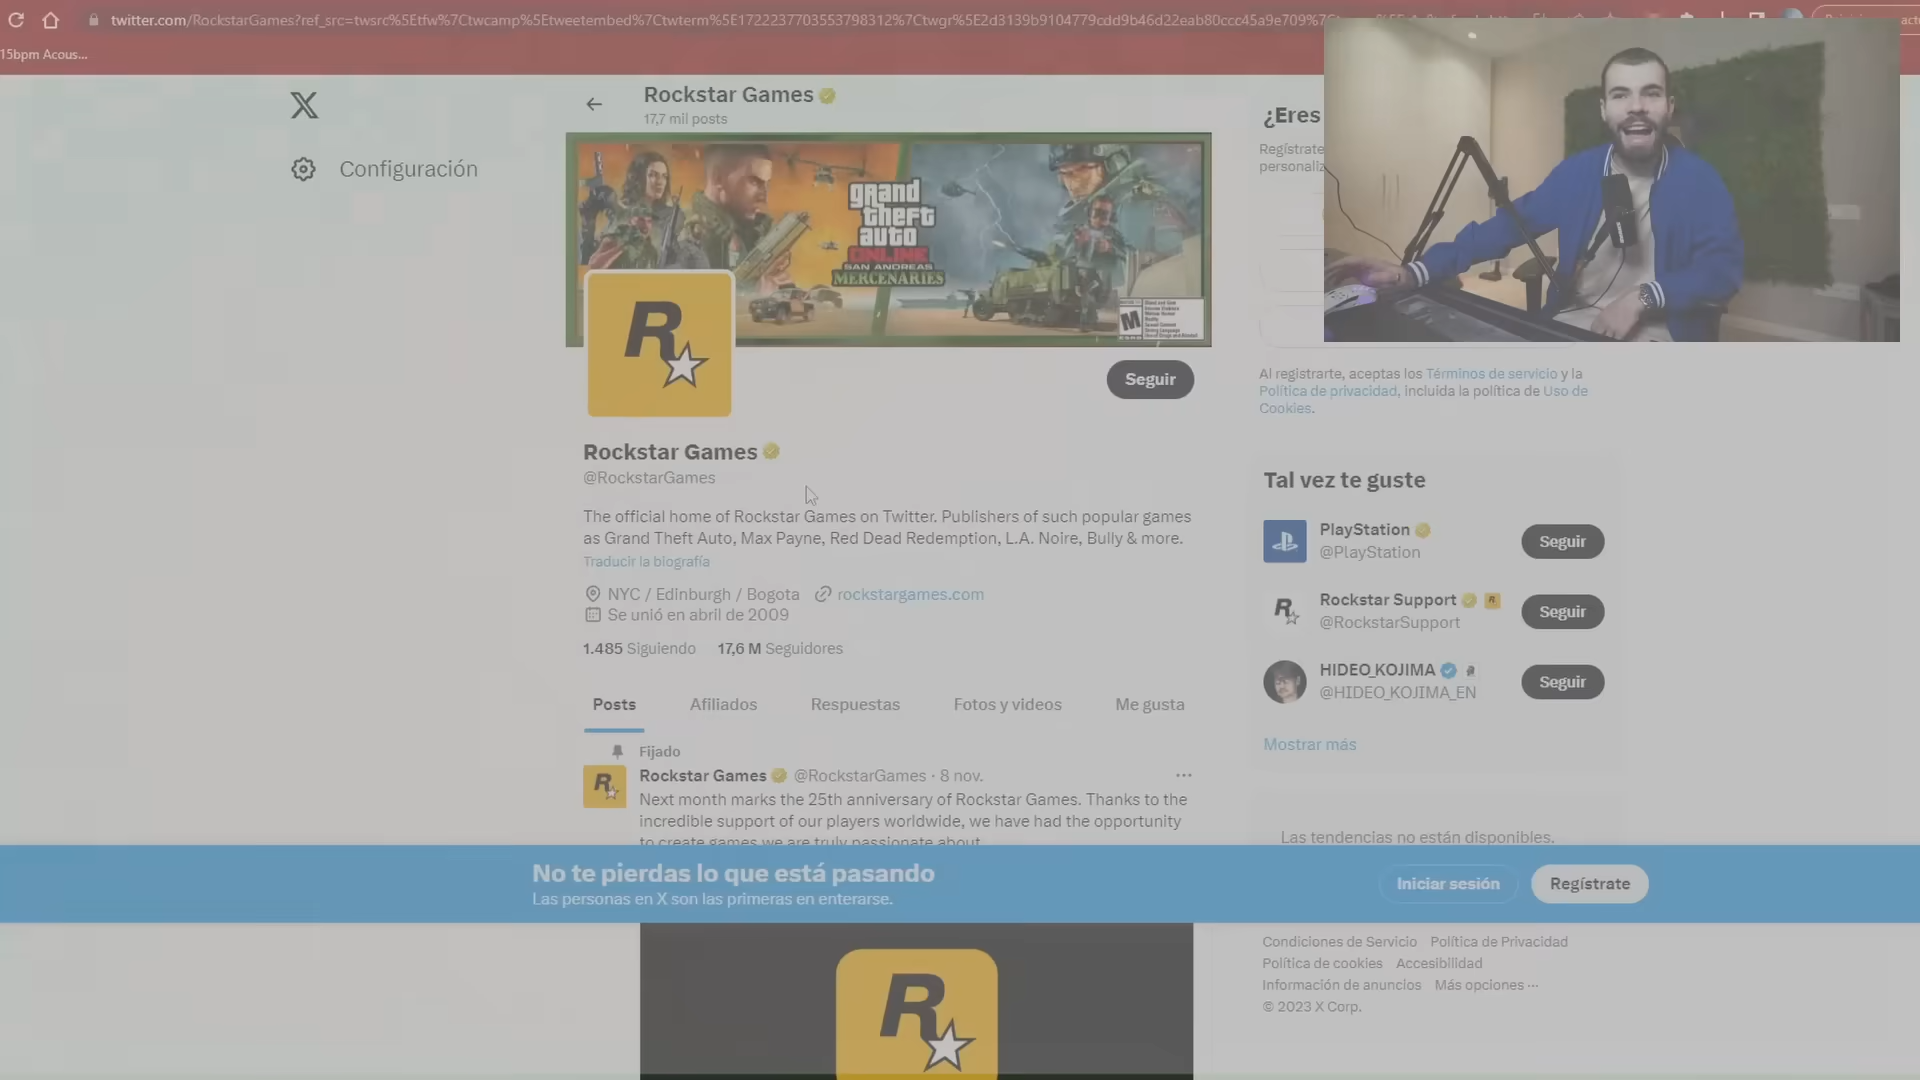 twitter.com/RockstarGames?ref_src=twsrc%5Etfw%7Ctwcamp%5Etweetembed%7Ctwterm%5E1722237703553798312%7Ctwgr%5E2d3139b9104779cdd9b46d22eab80ccc45a9e709%7C
15bpm Acous...
Rockstar Games
17,7 mil posts
Configuración
grand
theft
auto
ONLINE
SAN ANDREAS
MERCENARIES
M
R
Seguir
Rockstar Games
@RockstarGames
The official home of Rockstar Games on Twitter. Publishers of such popular games
as Grand Theft Auto, Max Payne, Red Dead Redemption, L.A. Noire, Bully & more.
Traducir la biografía
NYC / Edinburgh / Bogota rockstargames.com
Se unió en abril de 2009
1.485 Siguiendo 17,6 M Seguidores
Posts Afiliados Respuestas Fotos y videos Me gusta
Fijado
Rockstar Games @RockstarGames · 8 nov.
Next month marks the 25th anniversary of Rockstar Games. Thanks to the
incredible support of our players worldwide, we have had the opportunity
to create games we are truly passionate about
¿Eres
Regístrate
personaliz
Al registrarte, aceptas los Términos de servicio y la
Política de privacidad, incluida la política de Uso de
Cookies.
Tal vez te guste
PlayStation
@PlayStation
Seguir
Rockstar Support
@RockstarSupport
Seguir
HIDEO_KOJIMA
@HIDEO_KOJIMA_EN
Seguir
Mostrar más
Las tendencias no están disponibles.
No te pierdas lo que está pasando
Las personas en X son las primeras en enterarse.
Iniciar sesión Regístrate
R
Condiciones de Servicio Política de Privacidad
Política de cookies Accesibilidad
Información de anuncios Más opciones ···
© 2023 X Corp.